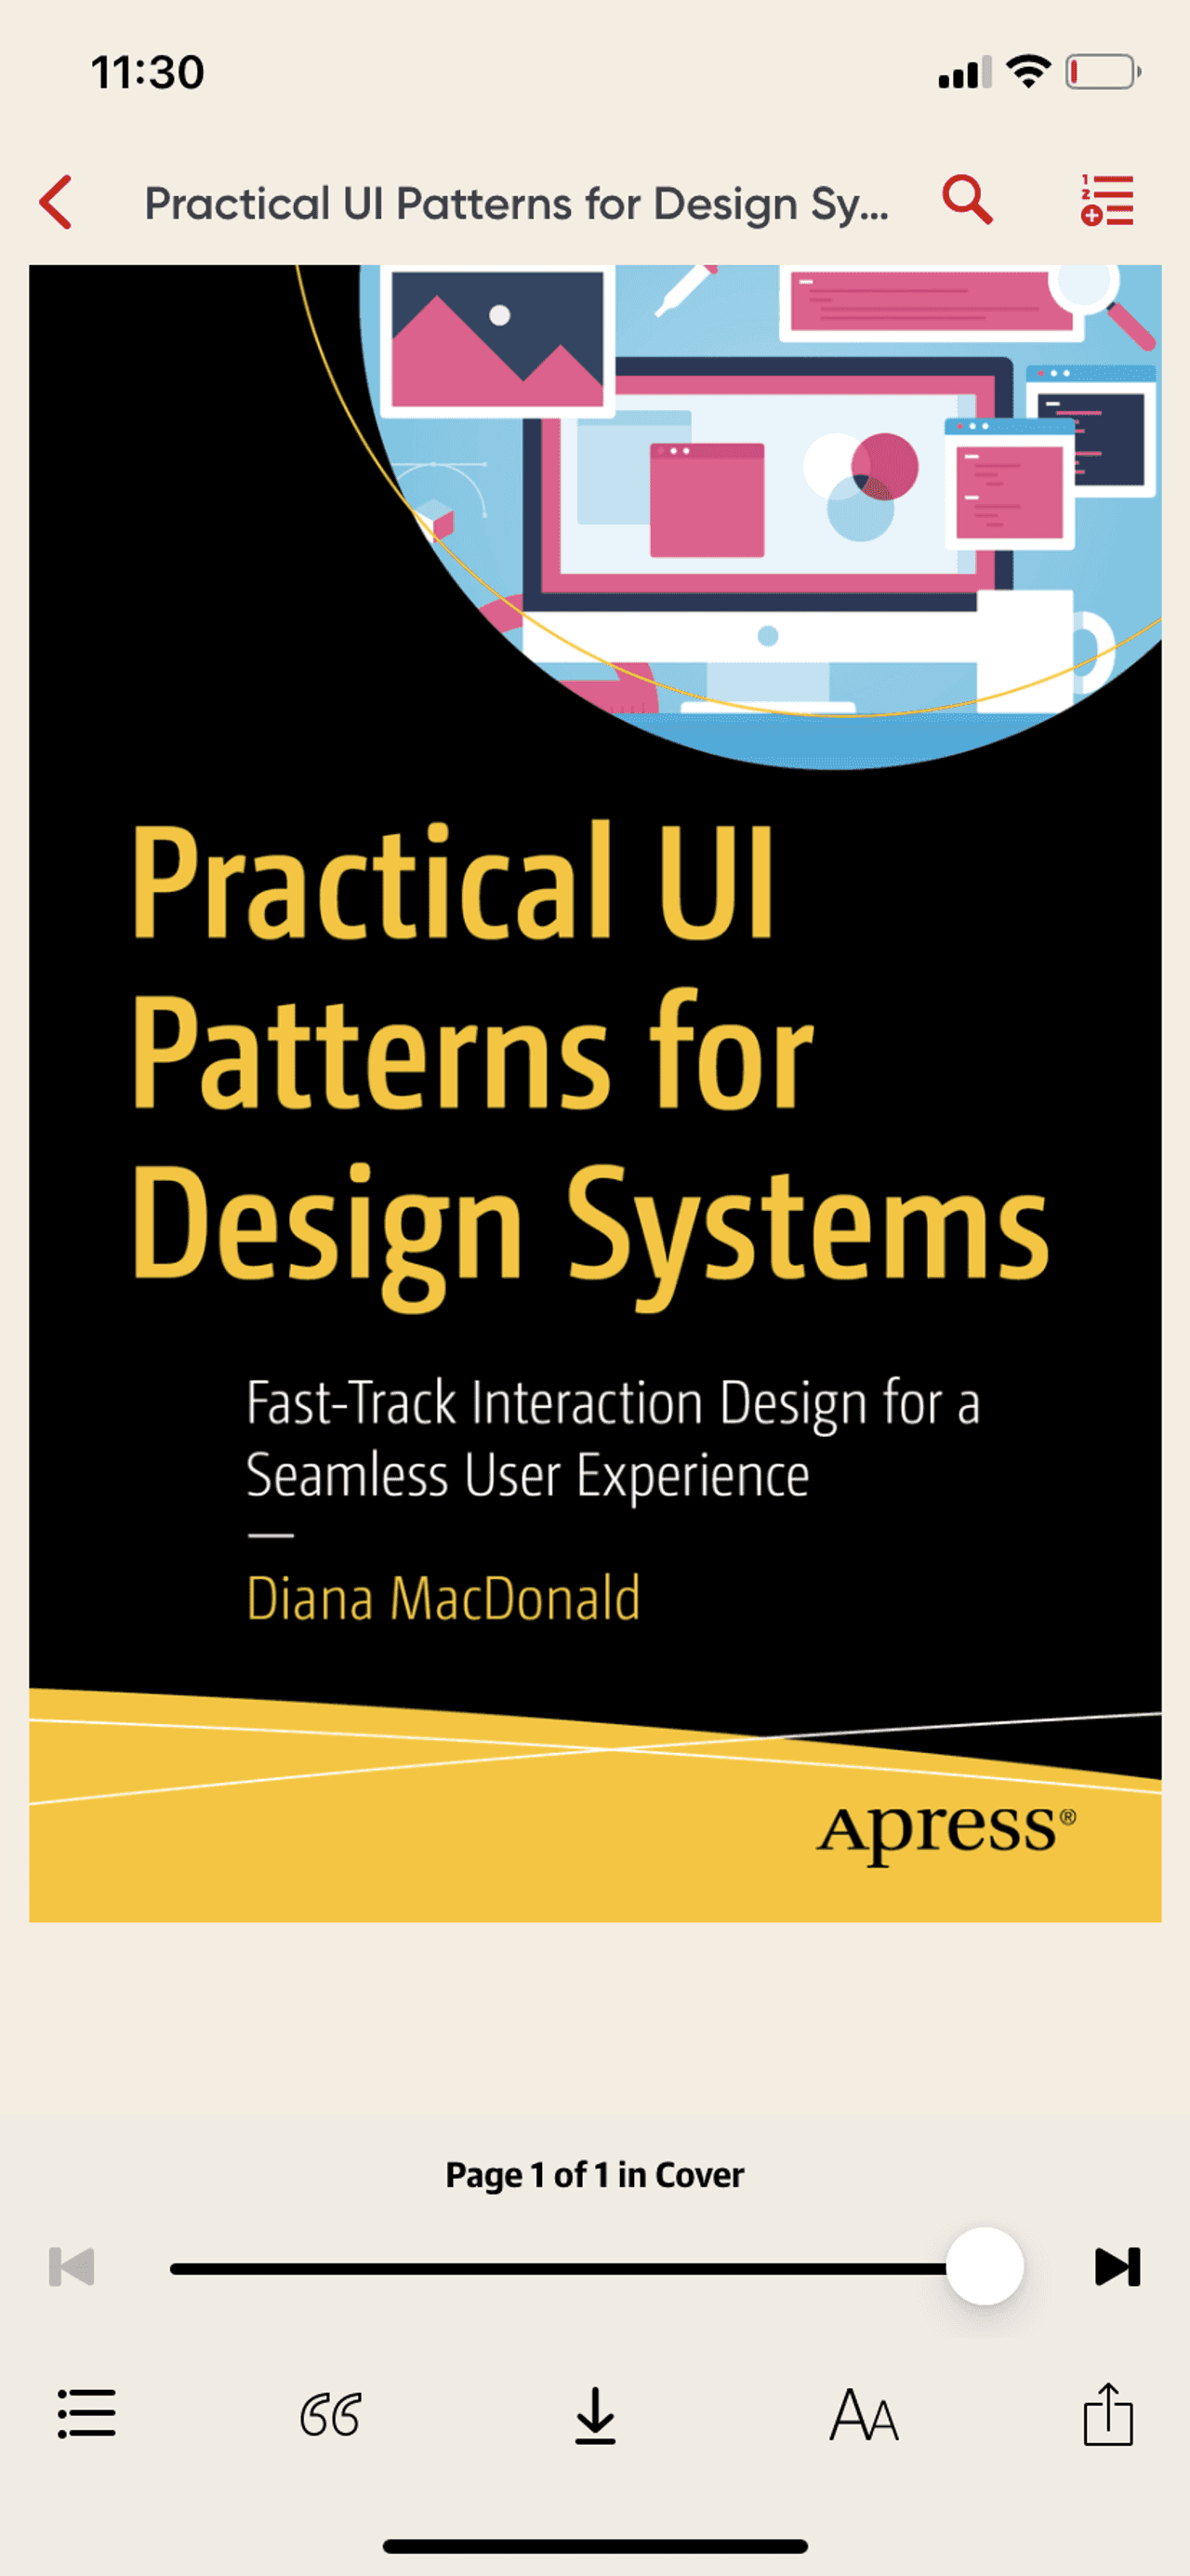 11:30
Practical UI Patterns for Design Sy...
Practical UI
Patterns for
Design Systems
Fast-Track Interaction Design for a
Seamless User Experience
—
Diana MacDonald
Apress®
Page 1 of 1 in Cover
AA